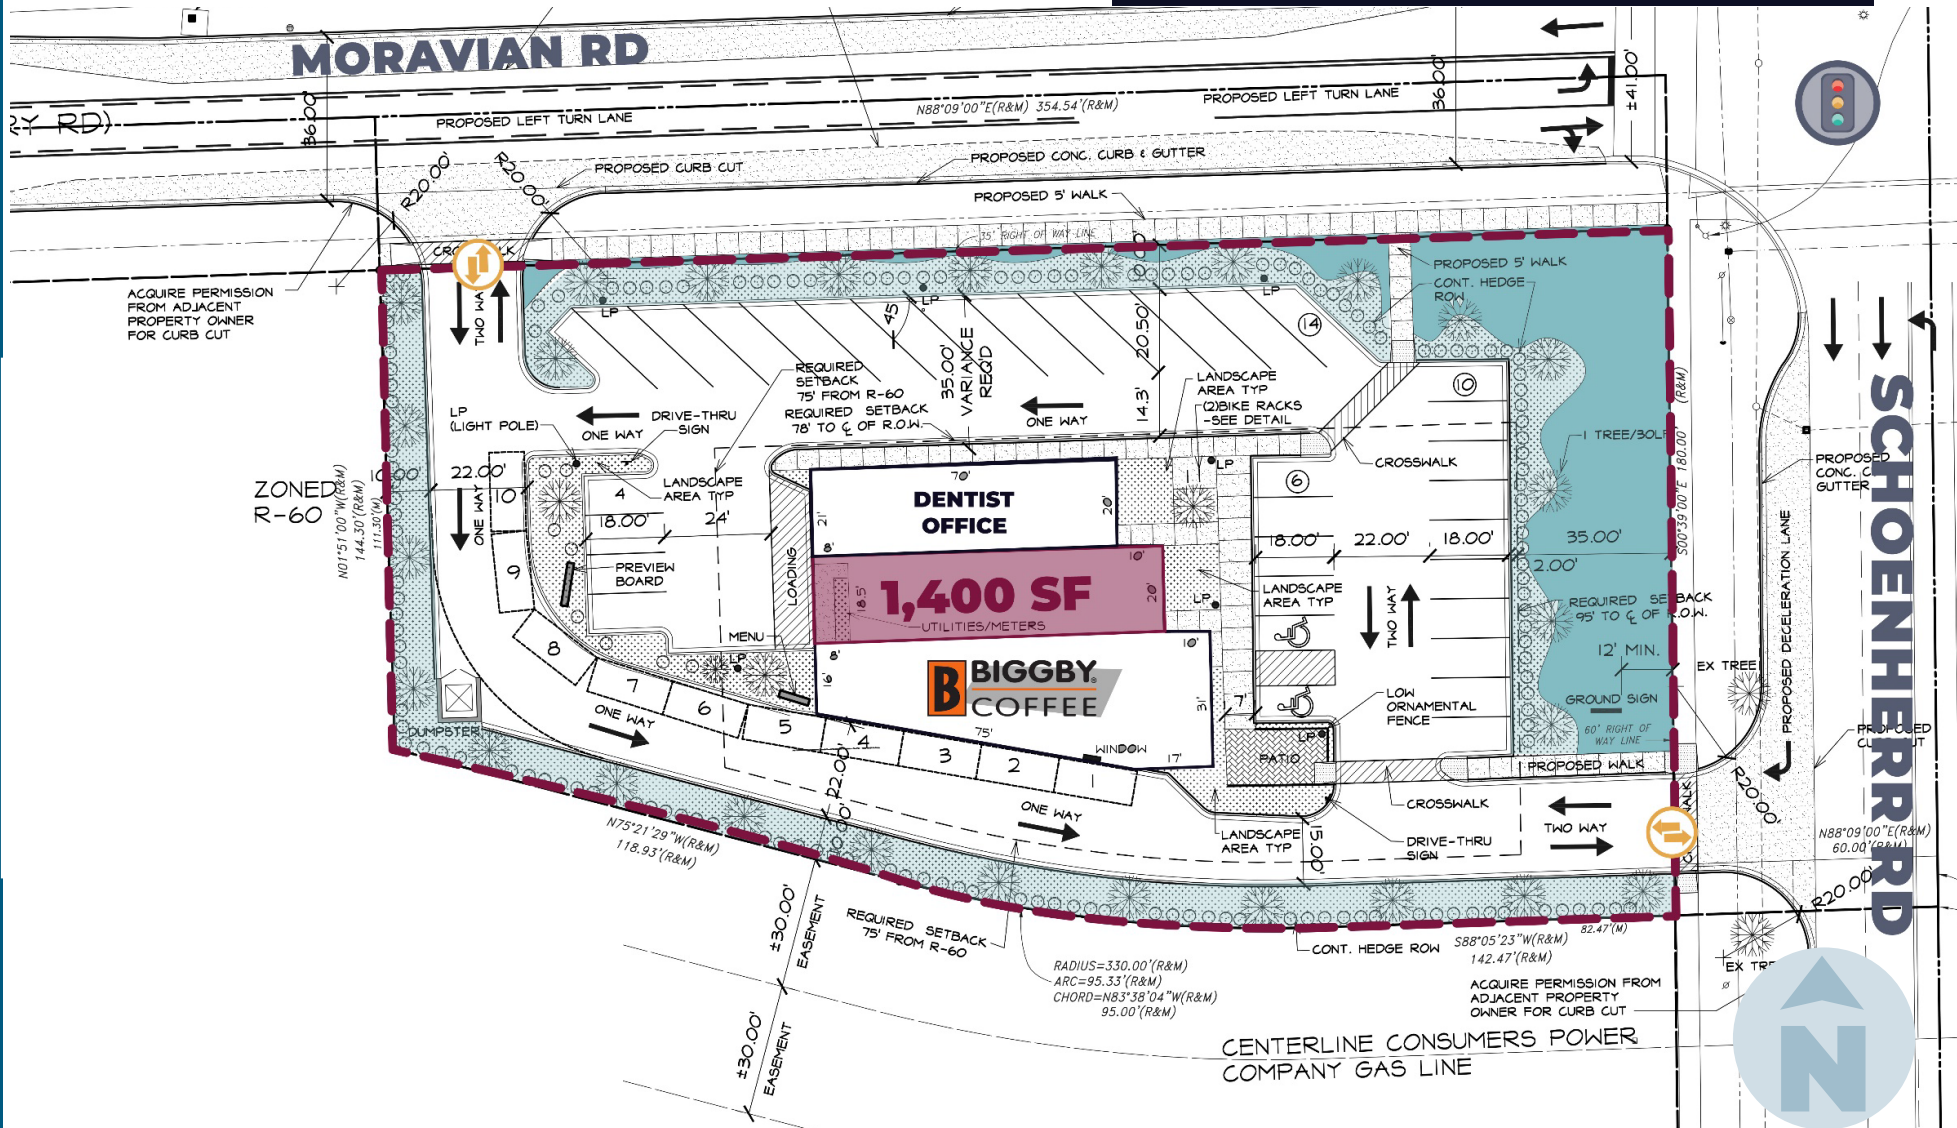 MORAVIAN RD
RY RD)
36.00'
PROPOSED LEFT TURN LANE
N88°09'00"E(R&M) 354.54'(R&M)
PROPOSED LEFT TURN LANE
36.00'
±41.00'
R20.00'
R20.00'
PROPOSED CURB CUT
PROPOSED CONC. CURB & GUTTER
PROPOSED 5' WALK
35' RIGHT OF WAY LINE
ACQUIRE PERMISSION
FROM ADJACENT
PROPERTY OWNER
FOR CURB CUT
TWO WAY
LP
LP
LP
45
35.00'
VARIANCE
REQ'D
20.50'
14.3'
14
PROPOSED 5' WALK
CONT. HEDGE
ROW
10
REQUIRED
SETBACK
75' FROM R-60
REQUIRED SETBACK
78' TO ℄ OF R.O.W.
LANDSCAPE
AREA TYP
(2)BIKE RACKS
-SEE DETAIL
LP
(LIGHT POLE)
ONE WAY
DRIVE-THRU
SIGN
ONE WAY
1 TREE/30LF
CROSSWALK
LP
ZONED
R-60
N01°51'00"W(R&M)
144.30'(R&M)
111.30'(M)
22.00'
ONE WAY
10
4
LANDSCAPE
AREA TYP
18.00'
24'
70'
DENTIST
OFFICE
21'
20'
8'
6
18.00'
22.00'
18.00'
35.00'
2.00'
S00°39'00"E 180.00' (R&M)
PROPOSED
CONC. C
GUTTER
SCHOENHERR RD
PROPOSED DECELERATION LANE
9
PREVIEW
BOARD
LOADING
10'
1,400 SF
18.5'
20'
UTILITIES/METERS
LANDSCAPE
AREA TYP
LP
TWO WAY
REQUIRED SETBACK
95' TO ℄ OF R.O.W.
12' MIN.
EX TREE
GROUND SIGN
60' RIGHT OF
WAY LINE
8
MENU
LP
8'
16'
10'
B BIGGBY
COFFEE
31'
7'
75'
17'
WINDOW
LOW
ORNAMENTAL
FENCE
LP
PATIO
PROPOSED WALK
7
6
5
4
3
2
ONE WAY
DUMPSTER
22.00'
ONE WAY
CROSSWALK
TWO WAY
LANDSCAPE
AREA TYP
15.00'
DRIVE-THRU
SIGN
R20.00'
N88°09'00"E(R&M)
60.00'(R&M)
R20.00'
N75°21'29"W(R&M)
118.93'(R&M)
±30.00'
EASEMENT
REQUIRED SETBACK
75' FROM R-60
CONT. HEDGE ROW
S88°05'23"W(R&M)
142.47'(R&M)
82.47'(M)
RADIUS=330.00'(R&M)
ARC=95.33'(R&M)
CHORD=N83°38'04"W(R&M)
95.00'(R&M)
ACQUIRE PERMISSION FROM
ADJACENT PROPERTY
OWNER FOR CURB CUT
±30.00'
EASEMENT
CENTERLINE CONSUMERS POWER
COMPANY GAS LINE
N